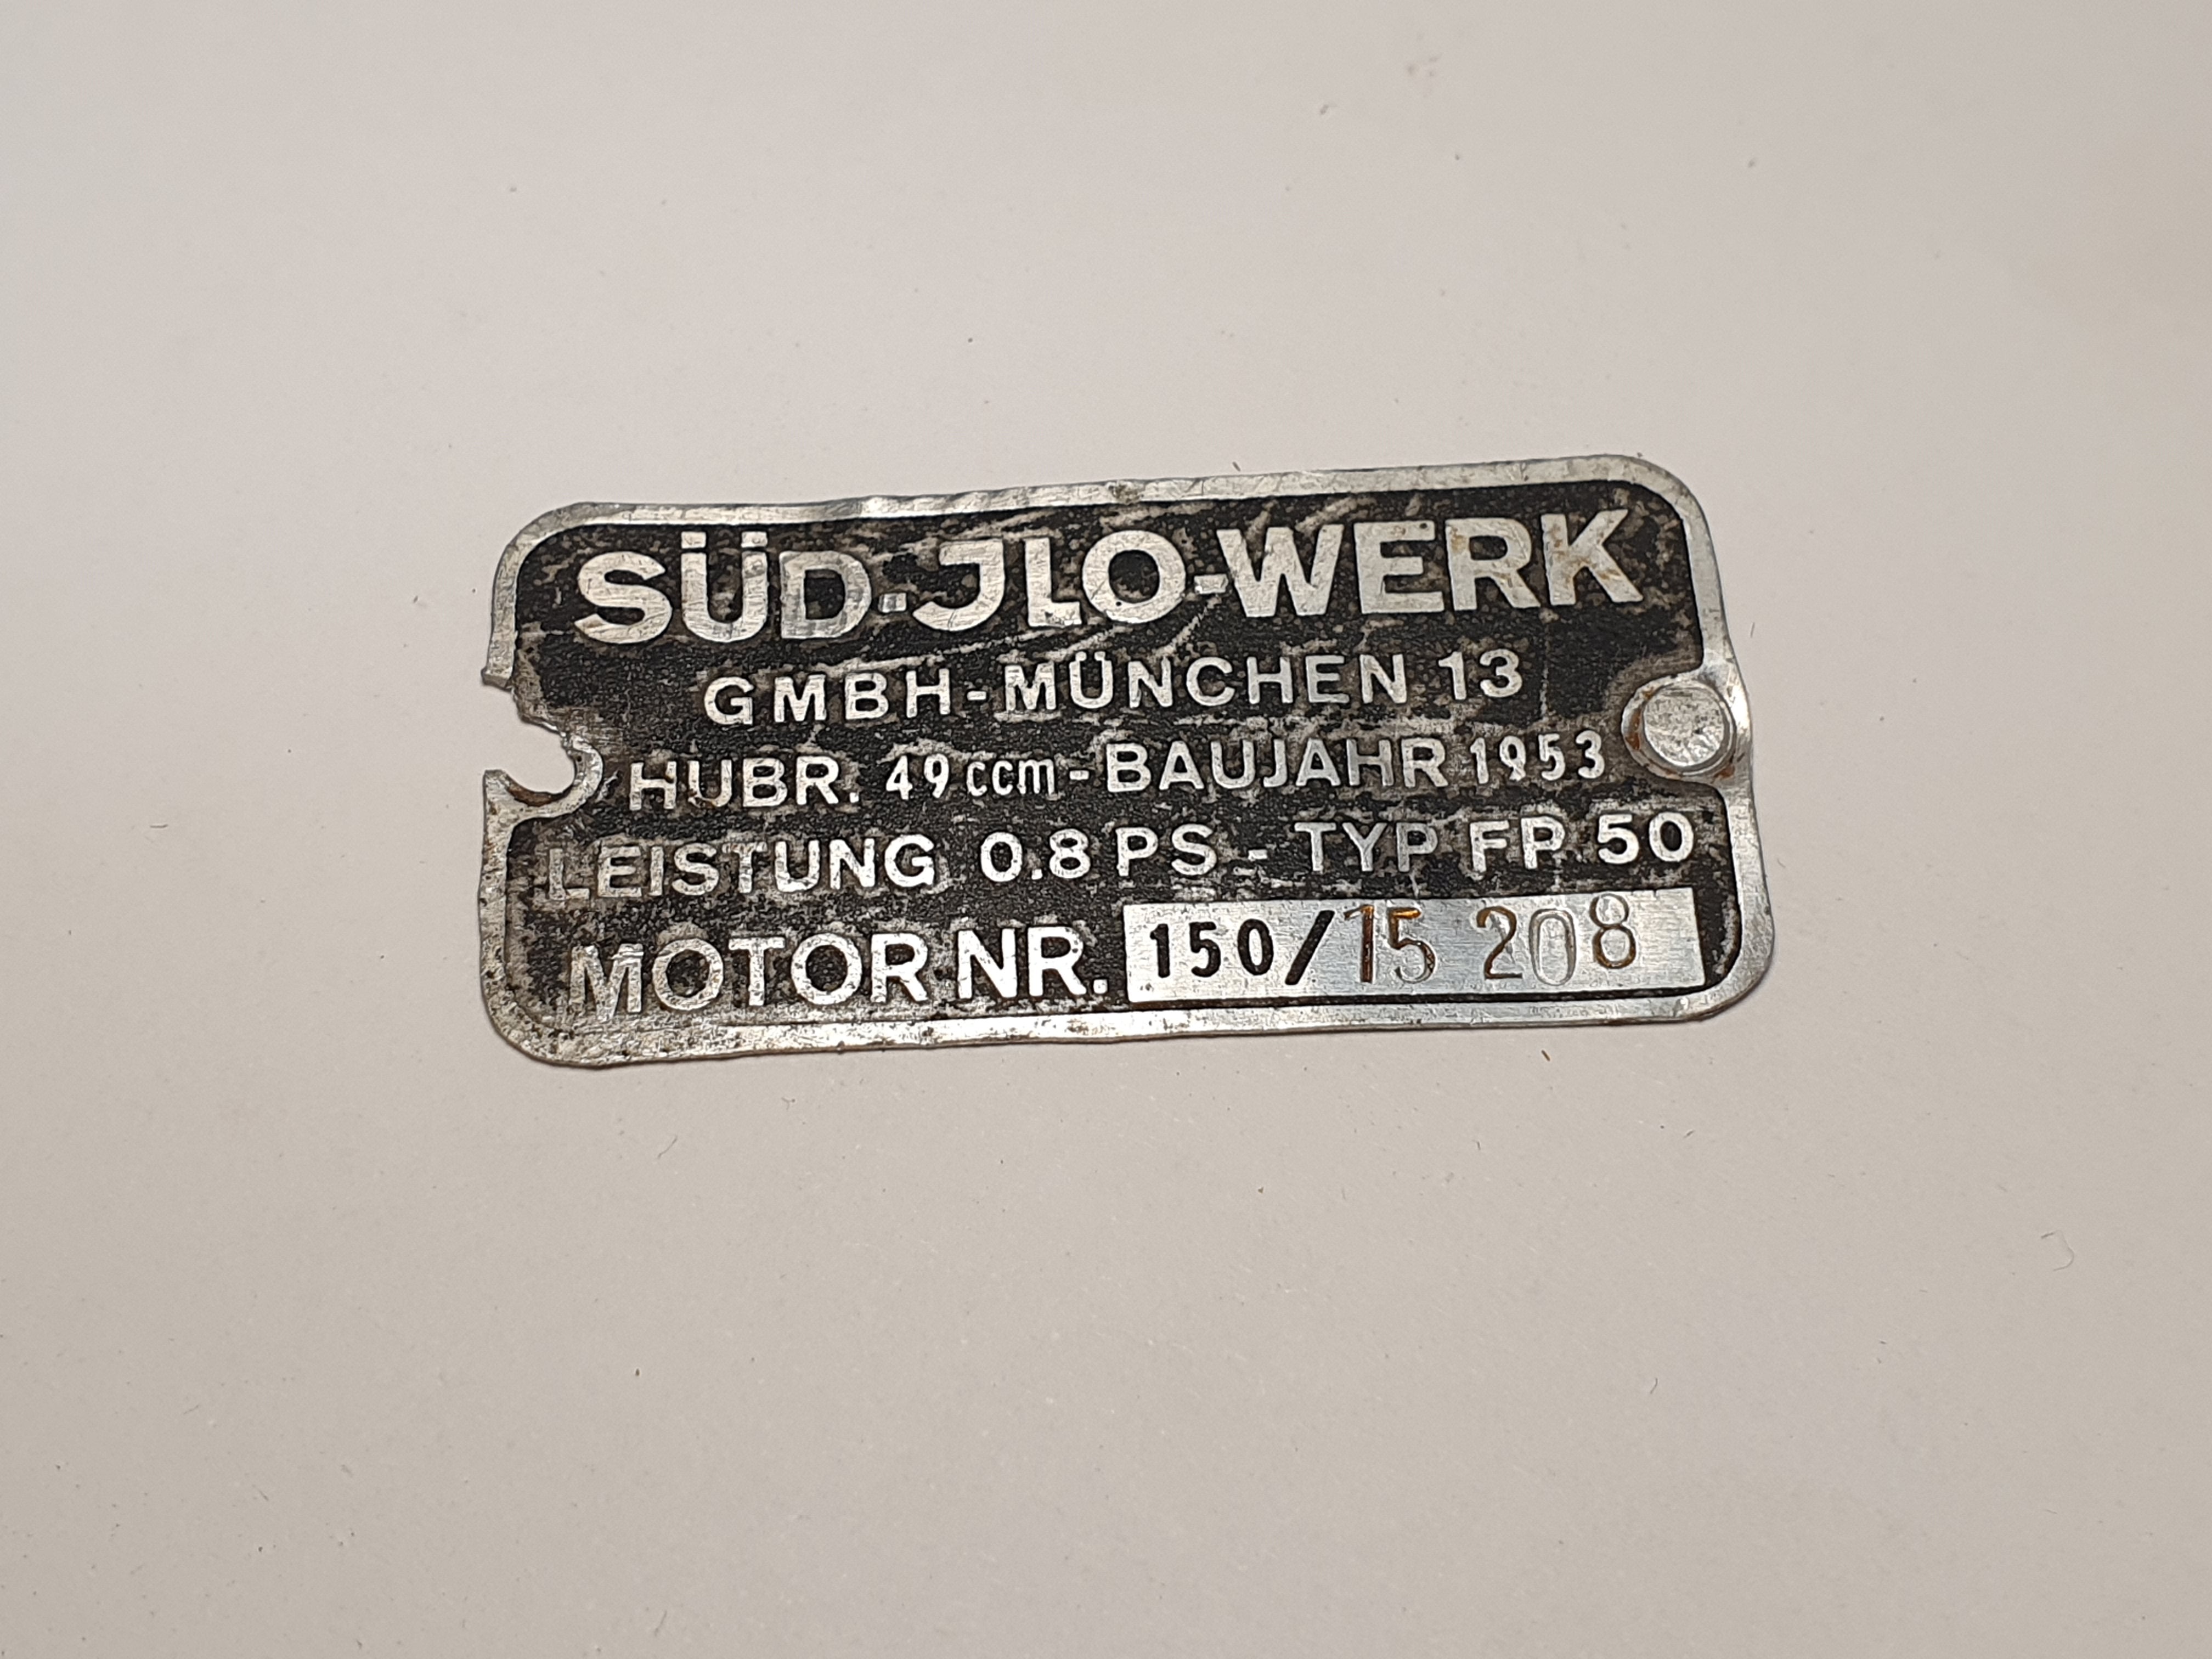 SÜD-JLO-WERK
GMBH-MÜNCHEN 13
HUBR. 49 ccm-BAUJAHR 1953
LEISTUNG 0.8 PS - TYP FP 50
MOTOR NR. 150/15 208